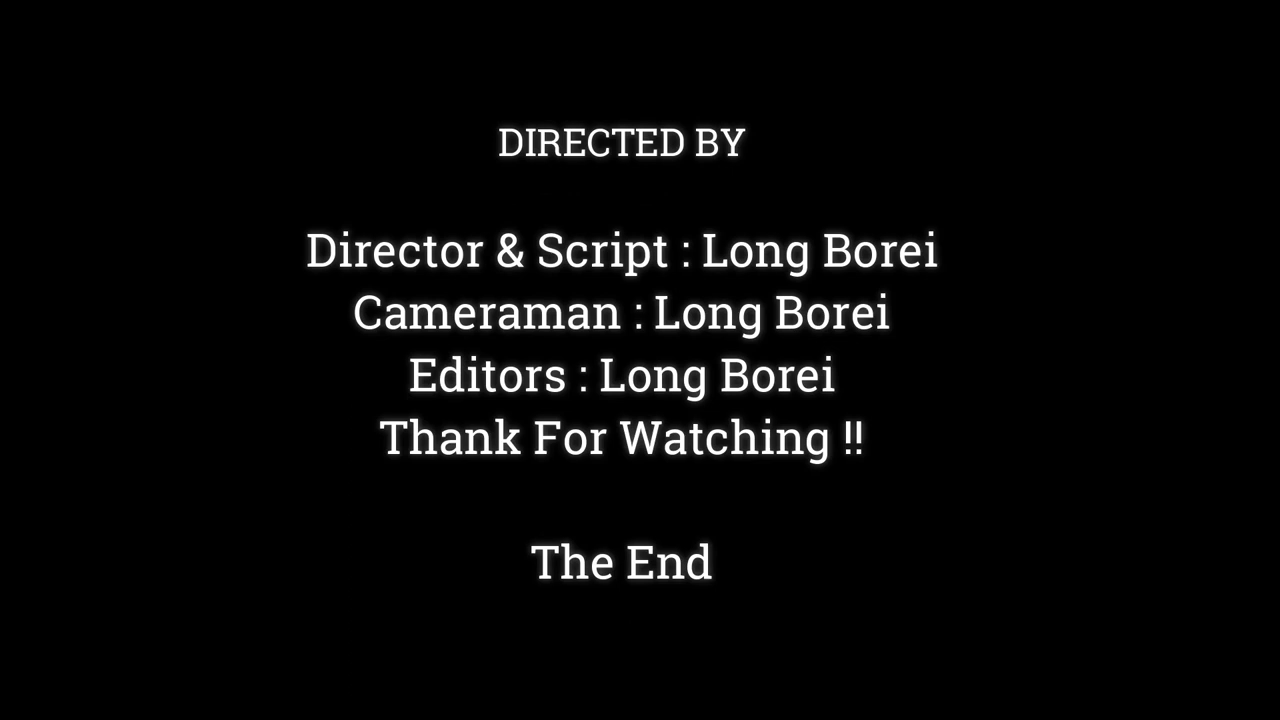 DIRECTED BY
Director & Script : Long Borei
Cameraman : Long Borei
Editors : Long Borei
Thank For Watching !!
The End